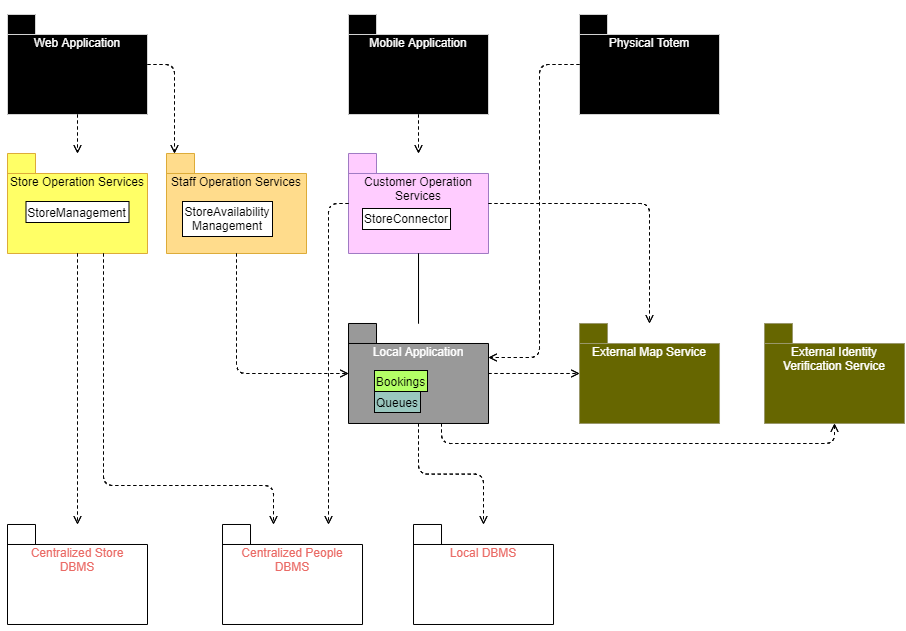 Web Application
Mobile Application
Physical Totem
Store Operation Services
StoreManagement
Staff Operation Services
StoreAvailability
Management
Customer Operation
Services
StoreConnector
Local Application
Bookings
Queues
External Map Service
External Identity
Verification Service
Centralized Store
DBMS
Centralized People
DBMS
Local DBMS